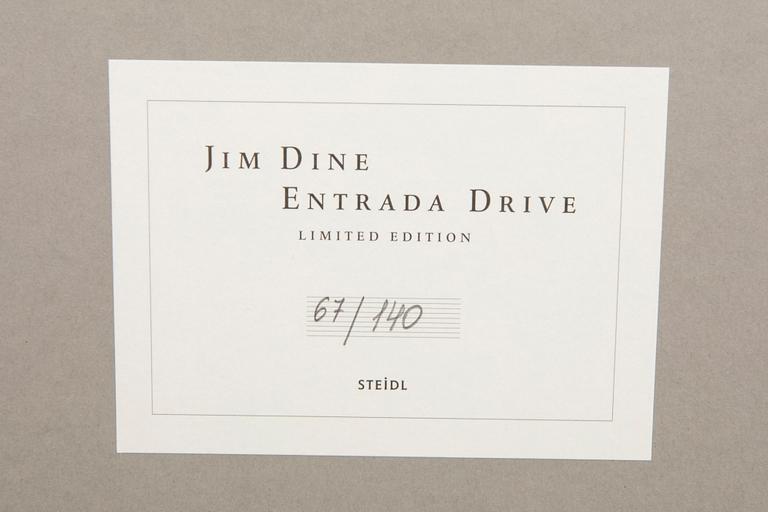 Jim Dine
Entrada Drive
LIMITED EDITION
67/140
STEIDL